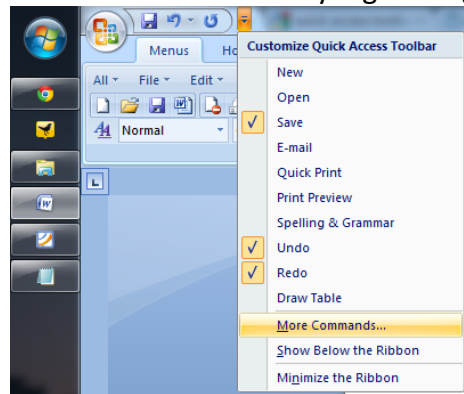 Menus
Customize Quick Access Toolbar
New
All File Edit
Open
Save
Normal
E-mail
Quick Print
Print Preview
Spelling & Grammar
Undo
Redo
Draw Table
More Commands...
Show Below the Ribbon
Minimize the Ribbon